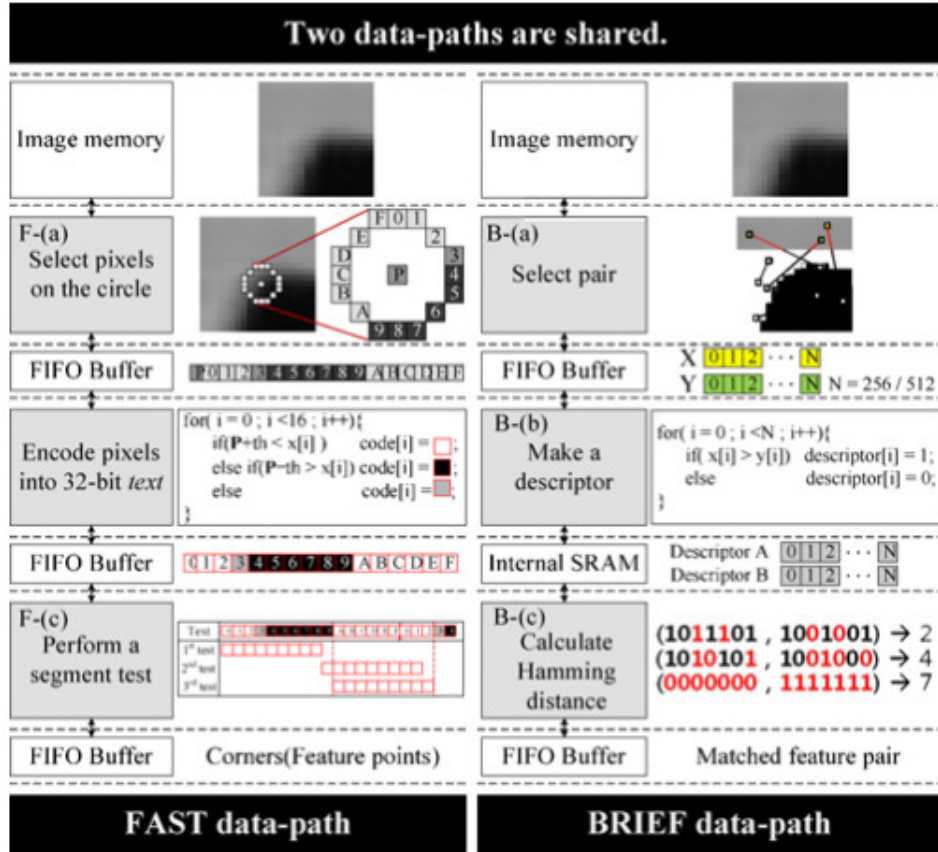 Two data-paths are shared.
Image memory
F-(a)
Select pixels
on the circle
F 0 1
E 2
D 3
C P 4
B 5
A 6
9 8 7
FIFO Buffer
P 0 1 2 3 4 5 6 7 8 9 A B C D E F
Encode pixels
into 32-bit text
for( i = 0 ; i <16 ; i++){
if(P+th < x[i] ) code[i] = ;
else if(P-th > x[i]) code[i] = ;
else code[i] = ;
}
FIFO Buffer
0 1 2 3 4 5 6 7 8 9 A B C D E F
F-(c)
Perform a
segment test
Text
1st test
2nd test
3rd test
FIFO Buffer
Corners(Feature points)
FAST data-path
Image memory
B-(a)
Select pair
FIFO Buffer
X 0 1 2 ··· N
Y 0 1 2 ··· N N = 256 / 512
B-(b)
Make a
descriptor
for( i = 0 ; i <N ; i++){
if( x[i] > y[i]) descriptor[i] = 1;
else descriptor[i] = 0;
}
Internal SRAM
Descriptor A 0 1 2 ··· N
Descriptor B 0 1 2 ··· N
B-(c)
Calculate
Hamming
distance
(1011101 , 1001001) → 2
(1010101 , 1001000) → 4
(0000000 , 1111111) → 7
FIFO Buffer
Matched feature pair
BRIEF data-path